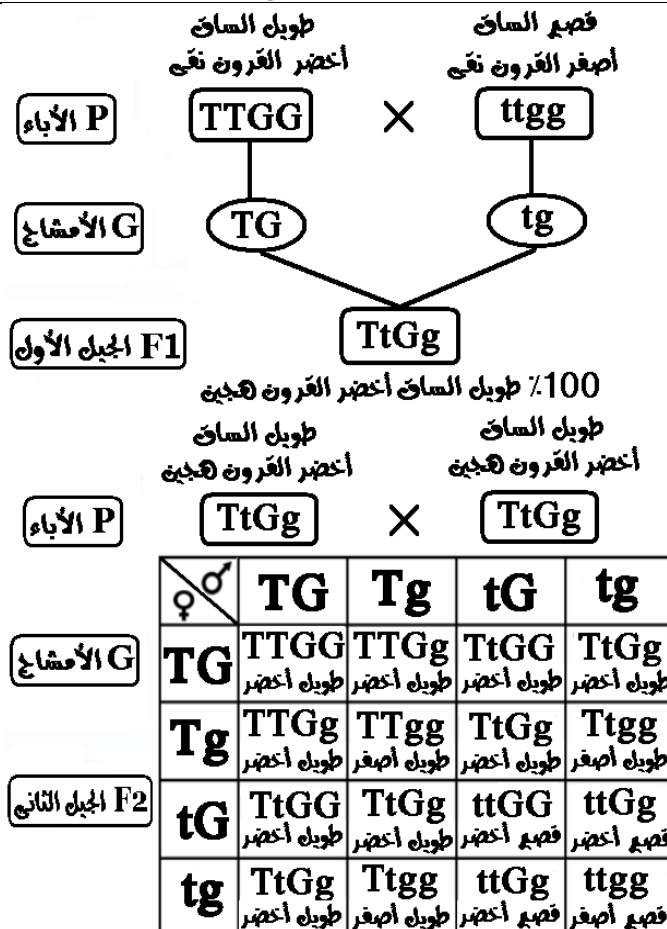 طويل الساق
أخضر القرون نقى
قصير الساق
أصفر القرون نقى
P الأباء
TTGG × ttgg
G الأمشاج
TG tg
F1 الجيل الأول
TtGg
100٪ طويل الساق أخضر القرون هجين
طويل الساق
أخضر القرون هجين
طويل الساق
أخضر القرون هجين
P الأباء
TtGg × TtGg
♀ ♂ TG Tg tG tg
G الأمشاج
TG TTGG TTGg TtGG TtGg
طويل أخضر طويل أخضر طويل أخضر طويل أخضر
Tg TTGg TTgg TtGg Ttgg
طويل أخضر طويل أصفر طويل أخضر طويل أصفر
F2 الجيل الثانى
tG TtGG TtGg ttGG ttGg
طويل أخضر طويل أخضر قصير أخضر قصير أخضر
tg TtGg Ttgg ttGg ttgg
طويل أخضر طويل أصفر قصير أخضر قصير أصفر